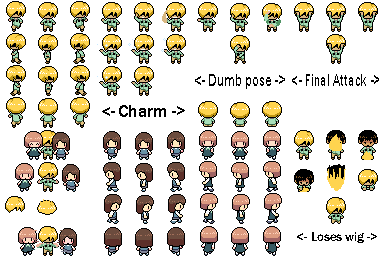 <- Dumb pose -> <- Final Attack ->
<- Charm ->
<- Loses wig ->